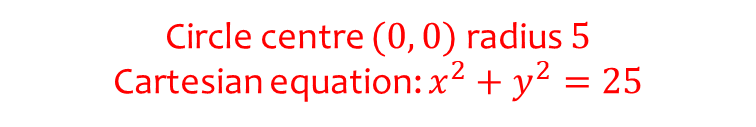 Circle centre (0, 0) radius 5
Cartesian equation: x² + y² = 25